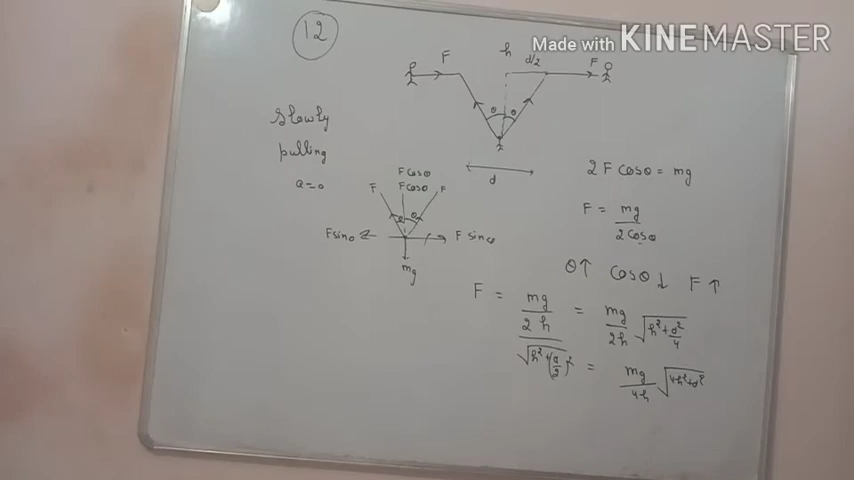 12
Made with KINEMASTER
F
h
d/2
F
θ θ
Slowly
pulling
a=0
d
F cosθ
F cosθ
F F
θ θ
F sinθ
F sinθ
mg
2F cosθ = mg
F = mg / 2cosθ
θ↑ cosθ↓ F↑
F = mg / (2h / √(h²+(d/2)²)) = mg/2h √(h²+d²/4)
= mg/4h √(4h²+d²)